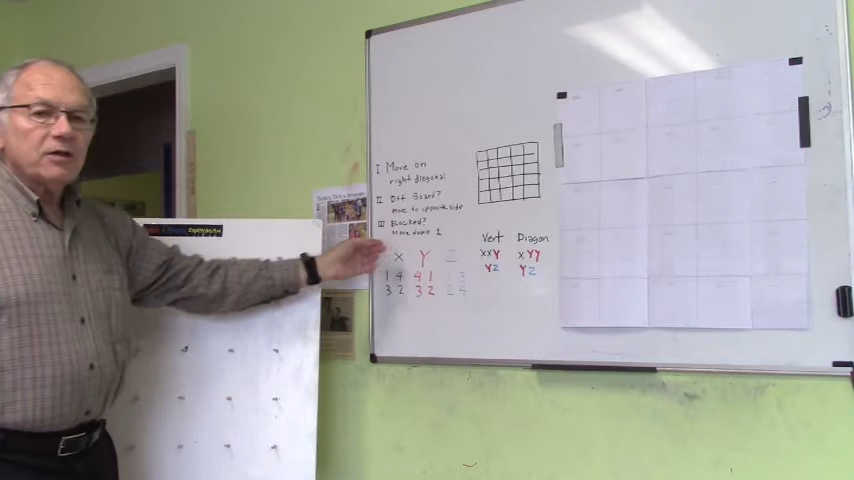 I Move on
right diagonal
II Off Board?
move to opposite side
III Blocked?
move down 1
X Y Z
1 4 4 1 1 3
3 2 3 2 2 4
Vert Diagon
XXY XYY
YZ YZ